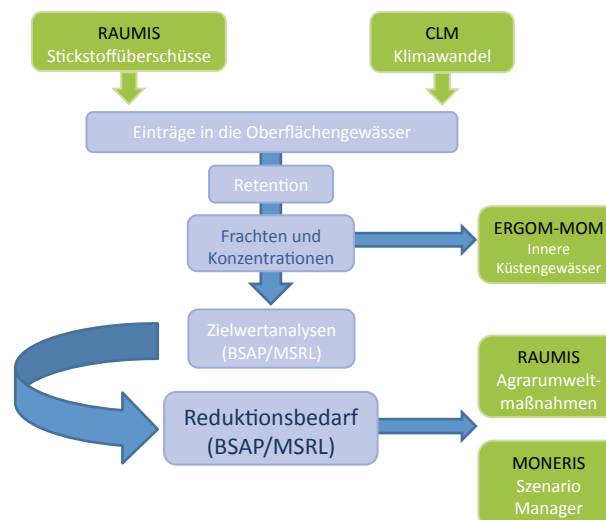 RAUMIS
Stickstoffüberschüsse
CLM
Klimawandel
Einträge in die Oberflächengewässer
Retention
Frachten und
Konzentrationen
ERGOM-MOM
Innere
Küstengewässer
Zielwertanalysen
(BSAP/MSRL)
RAUMIS
Agrarumwelt-
maßnahmen
Reduktionsbedarf
(BSAP/MSRL)
MONERIS
Szenario
Manager